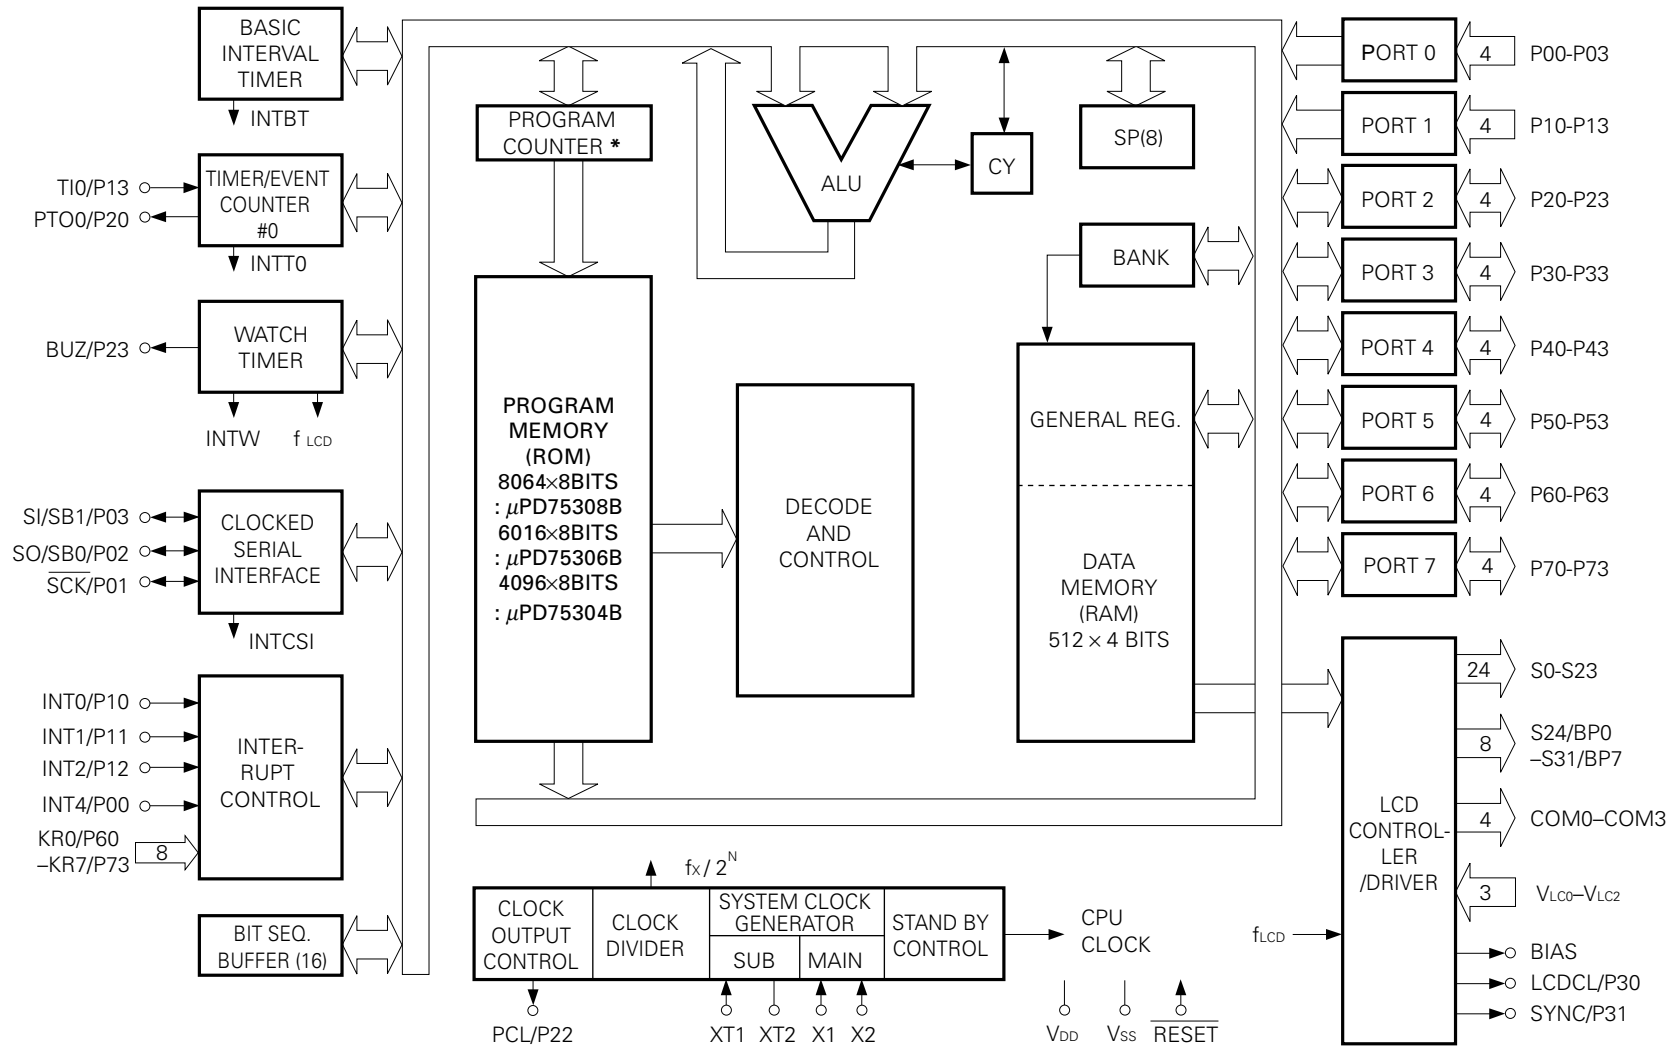 BASIC
INTERVAL
TIMER
INTBT
TI0/P13
PTO0/P20
TIMER/EVENT
COUNTER
#0
INTT0
BUZ/P23
WATCH
TIMER
INTW
f LCD
SI/SB1/P03
SO/SB0/P02
SCK/P01
CLOCKED
SERIAL
INTERFACE
INTCSI
INT0/P10
INT1/P11
INT2/P12
INT4/P00
KR0/P60
–KR7/P73
8
INTER-
RUPT
CONTROL
BIT SEQ.
BUFFER (16)
PROGRAM
COUNTER *
ALU
CY
SP(8)
BANK
PROGRAM
MEMORY
(ROM)
8064×8BITS
: μPD75308B
6016×8BITS
: μPD75306B
4096×8BITS
: μPD75304B
DECODE
AND
CONTROL
GENERAL REG.
DATA
MEMORY
(RAM)
512 × 4 BITS
fX / 2N
CLOCK
OUTPUT
CONTROL
CLOCK
DIVIDER
SYSTEM CLOCK
GENERATOR
SUB
MAIN
STAND BY
CONTROL
CPU
CLOCK
PCL/P22
XT1
XT2
X1
X2
VDD
VSS
RESET
PORT 0
4
P00-P03
PORT 1
4
P10-P13
PORT 2
4
P20-P23
PORT 3
4
P30-P33
PORT 4
4
P40-P43
PORT 5
4
P50-P53
PORT 6
4
P60-P63
PORT 7
4
P70-P73
LCD
CONTROL-
LER
/DRIVER
24
S0-S23
8
S24/BP0
–S31/BP7
4
COM0–COM3
3
VLC0–VLC2
fLCD
BIAS
LCDCL/P30
SYNC/P31